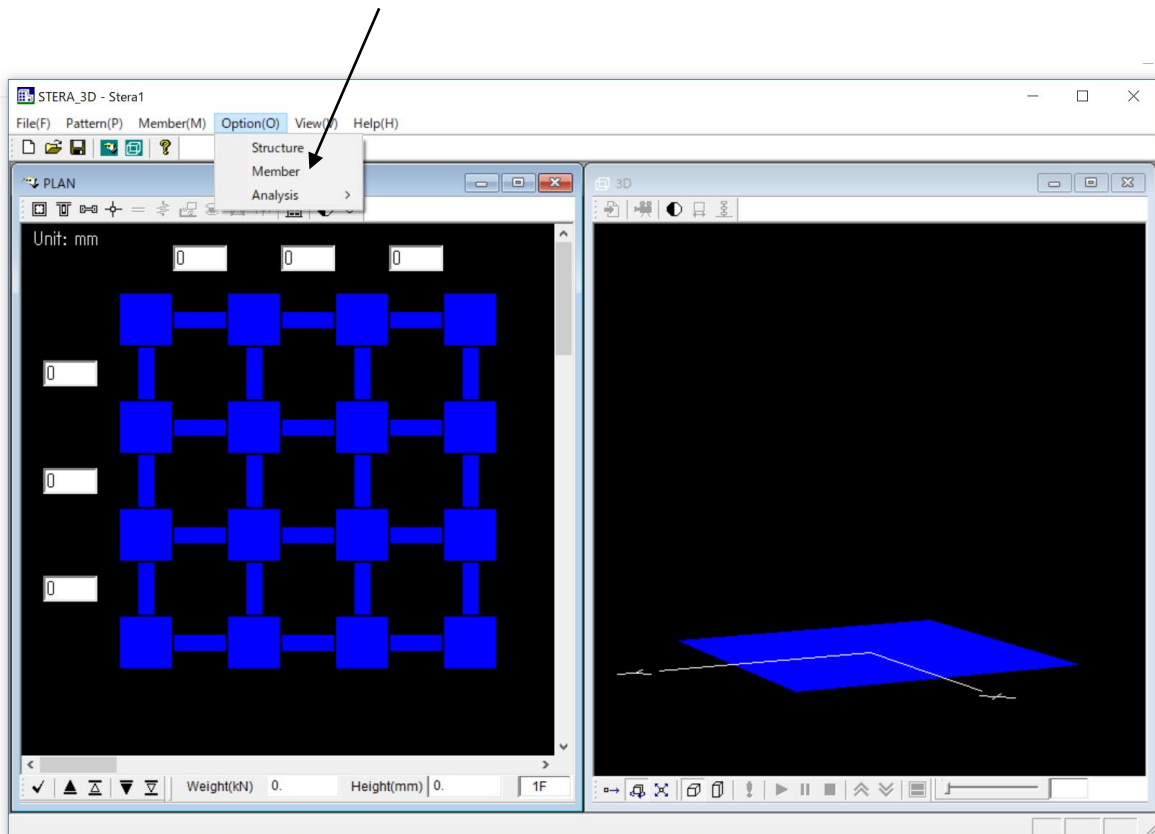 STERA_3D - Stera1
File(F) Pattern(P) Member(M) Option(O) View(V) Help(H)
Structure
Member
Analysis
PLAN
3D
Unit: mm
0 0 0
0
0
0
Weight(kN) 0. Height(mm) 0. 1F